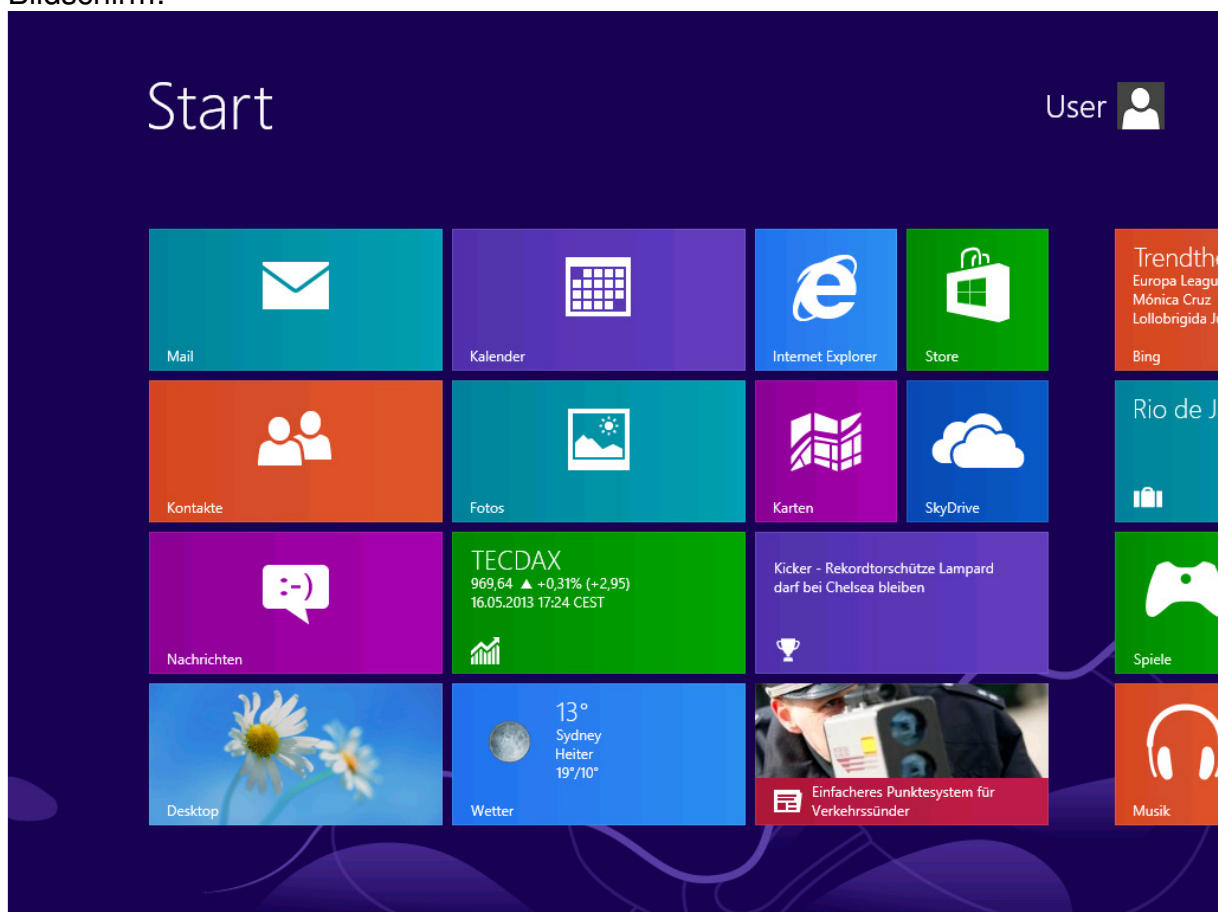 Bildschirm:
Start
User
Mail
Kalender
Internet Explorer
Store
Trendthe
Europa Leagu
Mónica Cruz
Lollobrigida J
Bing
Kontakte
Fotos
Karten
SkyDrive
Rio de J
Nachrichten
:-)
TECDAX
969,64 ▲ +0,31% (+2,95)
16.05.2013 17:24 CEST
Kicker - Rekordtorschütze Lampard
darf bei Chelsea bleiben
Spiele
Desktop
13°
Sydney
Heiter
19°/10°
Wetter
Einfacheres Punktesystem für
Verkehrssünder
Musik